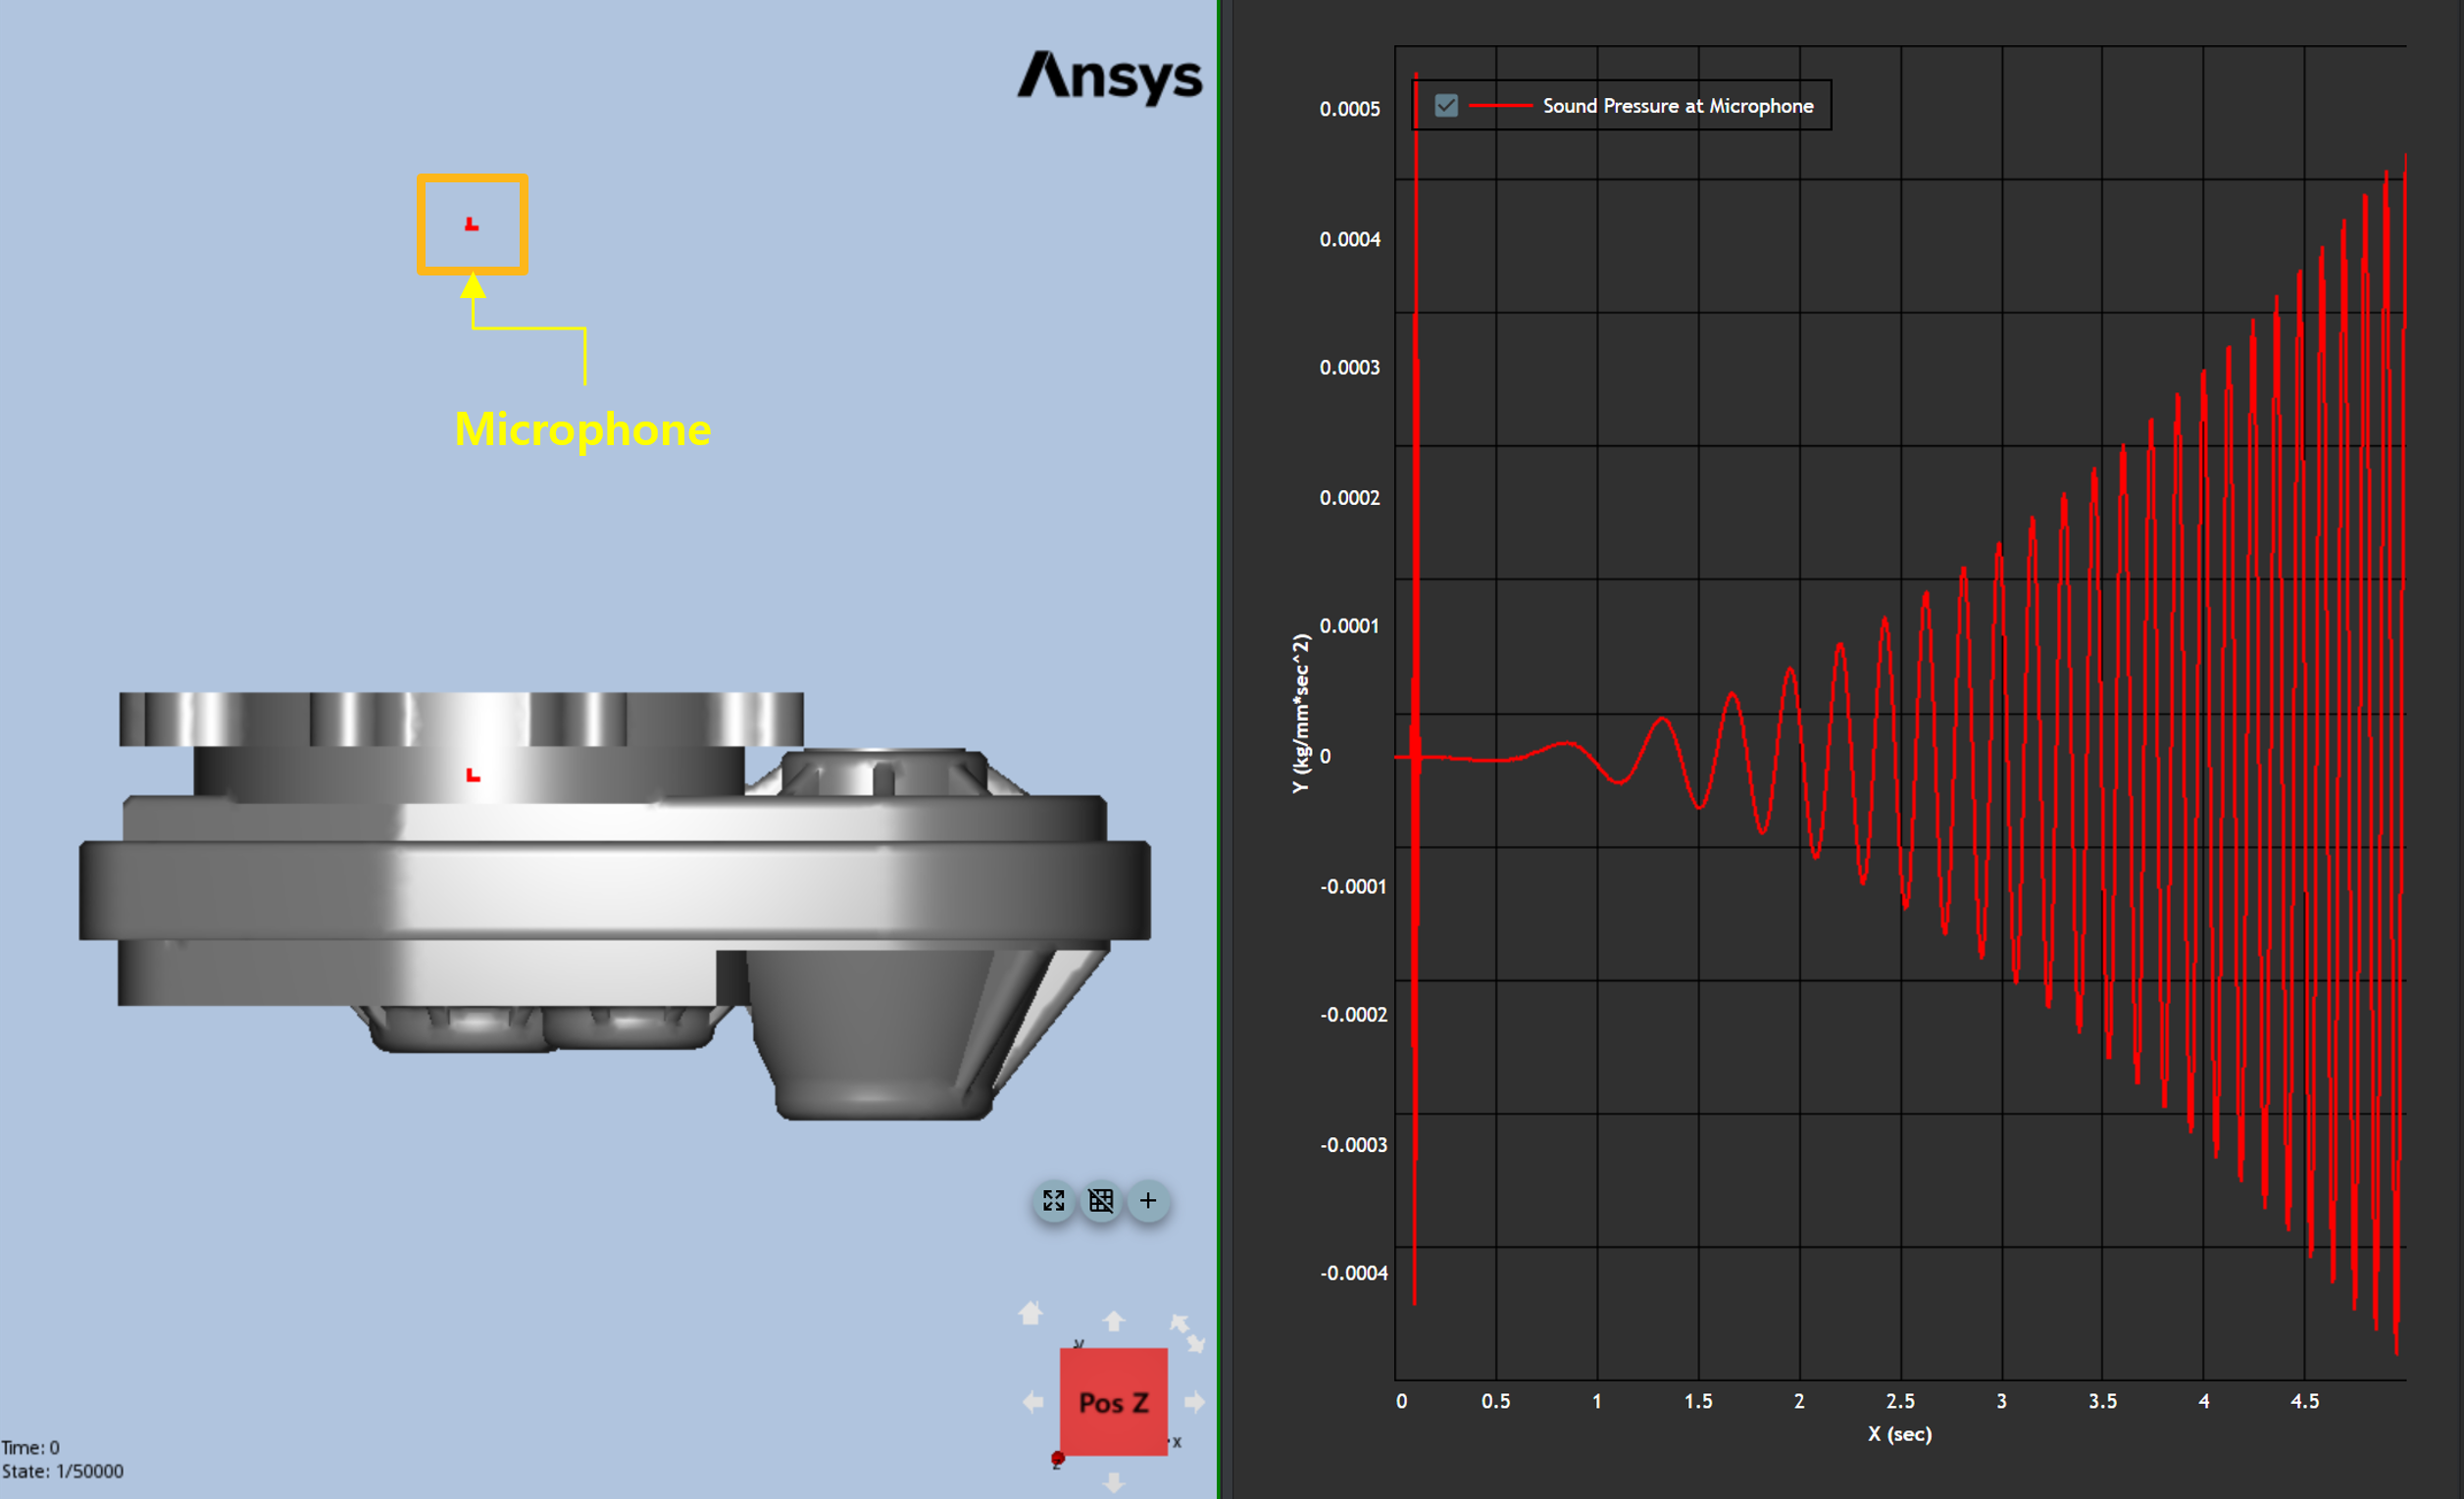 Ansys
Microphone
Pos Z
x
z
Time: 0
State: 1/50000
Sound Pressure at Microphone
0.0005
0.0004
0.0003
0.0002
0.0001
0
-0.0001
-0.0002
-0.0003
-0.0004
Y (kg/mm*sec^2)
0 0.5 1 1.5 2 2.5 3 3.5 4 4.5
X (sec)